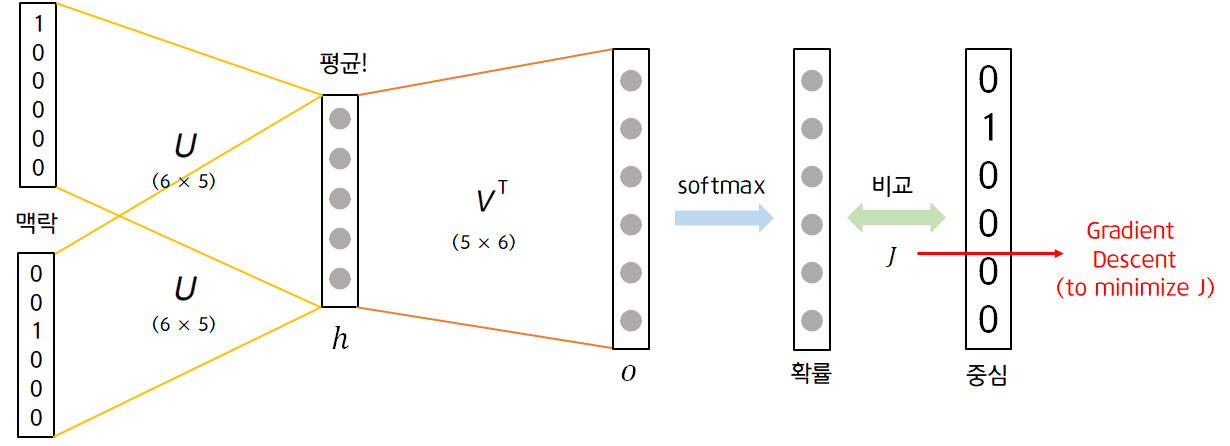 1
0
0
0
0
0
맥락
0
0
1
0
0
0
U
(6 × 5)
U
(6 × 5)
평균!
h
V^T
(5 × 6)
o
softmax
확률
비교
J
0
1
0
0
0
0
중심
Gradient
Descent
(to minimize J)